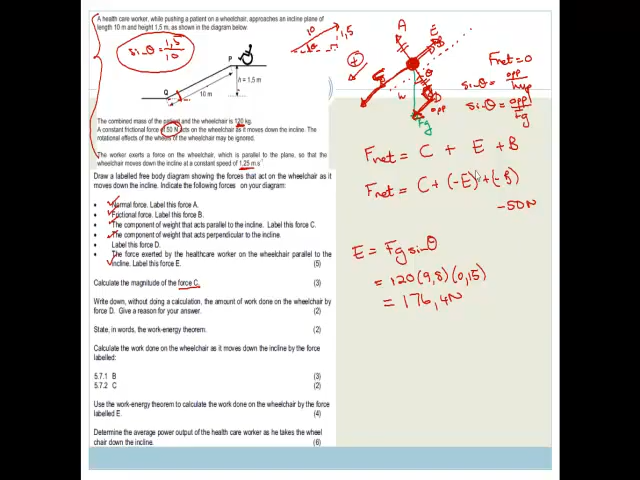 A health care worker, while pushing a patient on a wheelchair, approaches an incline plane of
length 10 m and height 1,5 m, as shown in the diagram below
sinθ = 1,5/10
10
1,5
P
h = 1,5 m
Q
10 m
The combined mass of the patient and the wheelchair is 120 kg.
A constant frictional force of 50 N acts on the wheelchair as it moves down the incline. The
rotational effects of the wheels of the wheelchair may be ignored.
The worker exerts a force on the wheelchair, which is parallel to the plane, so that the
wheelchair moves down the incline at a constant speed of 1,25 m.s⁻¹
Draw a labelled free body diagram showing the forces that act on the wheelchair as it
moves down the incline. Indicate the following forces on your diagram:
Normal force. Label this force A.
Frictional force. Label this force B.
The component of weight that acts parallel to the incline. Label this force C.
The component of weight that acts perpendicular to the incline.
Label this force D.
The force exerted by the healthcare worker on the wheelchair parallel to the
incline. Label this force E. (5)
Calculate the magnitude of the force C. (3)
Write down, without doing a calculation, the amount of work done on the wheelchair by
force D. Give a reason for your answer. (2)
State, in words, the work-energy theorem. (2)
Calculate the work done on the wheelchair as it moves down the incline by the force
labelled:
5.7.1 B (3)
5.7.2 C (2)
Use the work-energy theorem to calculate the work done on the wheelchair by the force
labelled E. (4)
Determine the average power output of the health care worker as he takes the wheel
chair down the incline. (6)
A
E
+
θ
opp
Fg
Fnet = 0
sinθ = opp/hyp
sinθ = opp/Fg
Fnet = C + E + B
Fnet = C + (-E) + (-B)
-50N
E = Fg sinθ
= 120(9,8)(0,15)
= 176,4N